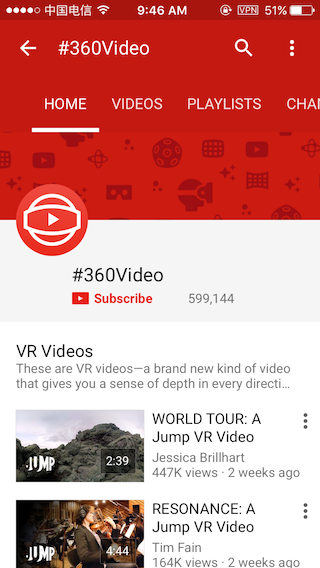 中国电信 9:46 AM VPN 51%
#360Video
HOME VIDEOS PLAYLISTS CHAN
#360Video
Subscribe 599,144
VR Videos
These are VR videos—a brand new kind of video
that gives you a sense of depth in every directi…
WORLD TOUR: A
Jump VR Video
Jessica Brillhart
447K views · 2 weeks ago
JUMP 2:39
RESONANCE: A
Jump VR Video
Tim Fain
164K views · 2 weeks ago
JUMP 4:44